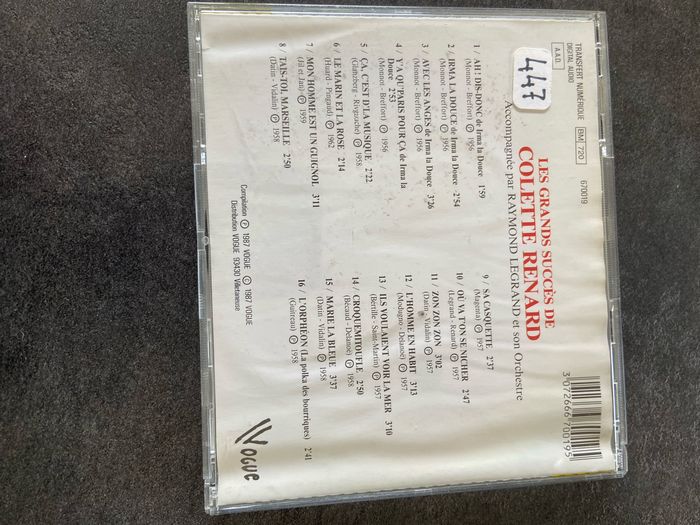 TRANSFERT NUMÉRIQUE
DIGITAL AUDIO
A.A.D.
BM 720
670019
447
LES GRANDS SUCCÈS DE
COLETTE RENARD
Accompagnée par RAYMOND LEGRAND et son Orchestre
3 072666 700195
1 / AH ! DIS-DONC de Irma la Douce 1'59
(Monnot - Breffort) Ⓟ 1956
2 / IRMA LA DOUCE de Irma la Douce 2'54
(Monnot - Breffort) Ⓟ 1956
3 / AVEC LES ANGES de Irma la Douce 3'26
(Monnot - Breffort) Ⓟ 1956
4 / Y'A QU'PARIS POUR ÇA de Irma la
Douce 2'53
(Monnot - Breffort) Ⓟ 1956
5 / ÇA, C'EST D'LA MUSIQUE 2'22
Ⓟ 1958
6 / LE MARIN ET LA ROSE 2'14
(Huard - Pingault) Ⓟ 1962
7 / MON HOMME EST UN GUIGNOL 3'11
(Jil et Jan) Ⓟ 1959
8 / TAIS-TOI, MARSEILLE 2'50
(Datin - Vidalin) Ⓟ 1958
9 / SA CASQUETTE 2'37
(Magenta) Ⓟ 1957
10 / OÙ VA T'ON SE NICHER 2'47
(Legrand - Renard) Ⓟ 1957
11 / ZON ZON ZON 3'02
(Datin - Vidalin) Ⓟ 1957
12 / L'HOMME EN HABIT 3'13
(Modugno - Delanoë) Ⓟ 1957
13 / ILS VOULAIENT VOIR LA MER 3'10
(Bertille - Saint-Martin) Ⓟ 1957
14 / CROQUEMITOUFLE 2'50
(Bécaud - Delanoë) Ⓟ 1958
15 / MARIE LA BLEUE 3'37
(Datin - Vidalin) Ⓟ 1958
16 / L'ORPHÉON (La polka des bourriques) 2'41
(Guitreau) Ⓟ 1958
Compilation Ⓟ 1987 VOGUE © 1987 VOGUE
Distribution VOGUE 93430 Villetaneuse
VOGUE